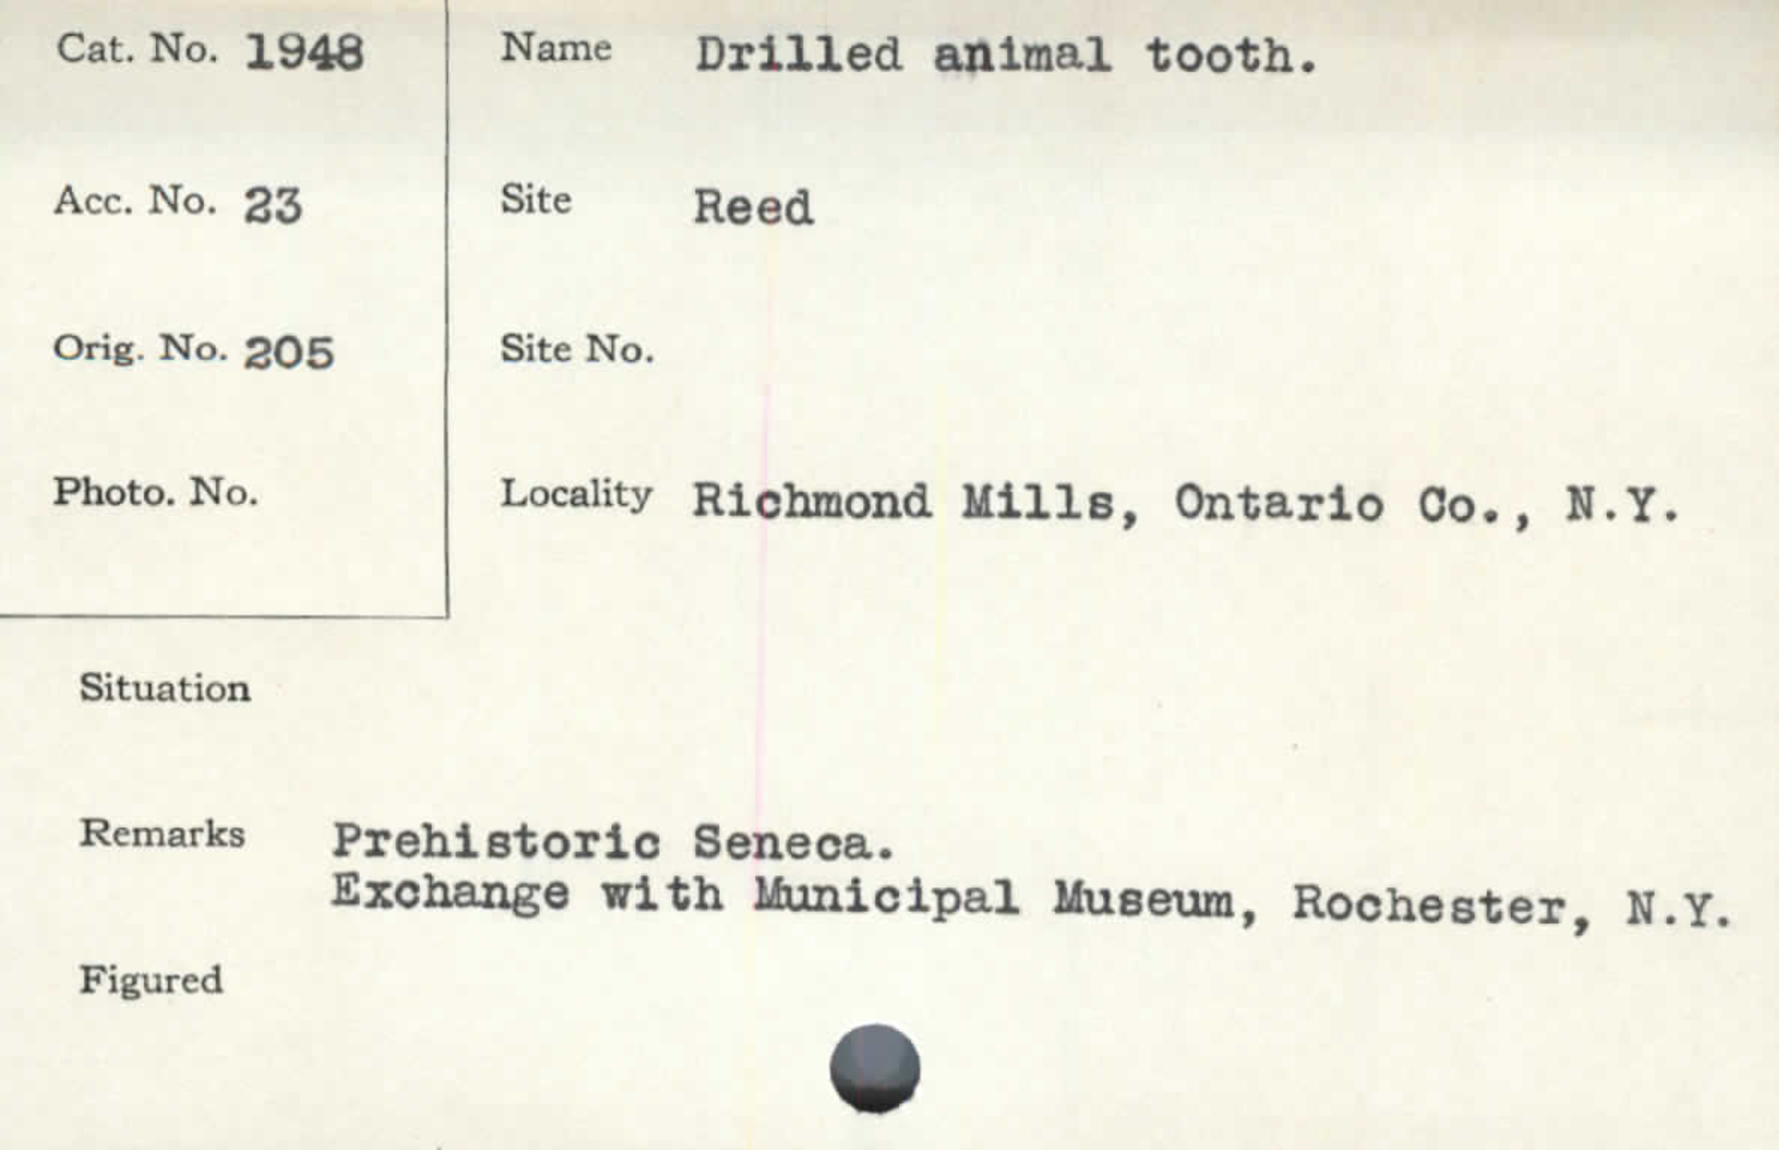 Cat. No. 1948
Name Drilled animal tooth.
Acc. No. 23
Site Reed
Orig. No. 205
Site No.
Photo. No.
Locality Richmond Mills, Ontario Co., N.Y.
Situation
Remarks Prehistoric Seneca.
Exchange with Municipal Museum, Rochester, N.Y.
Figured